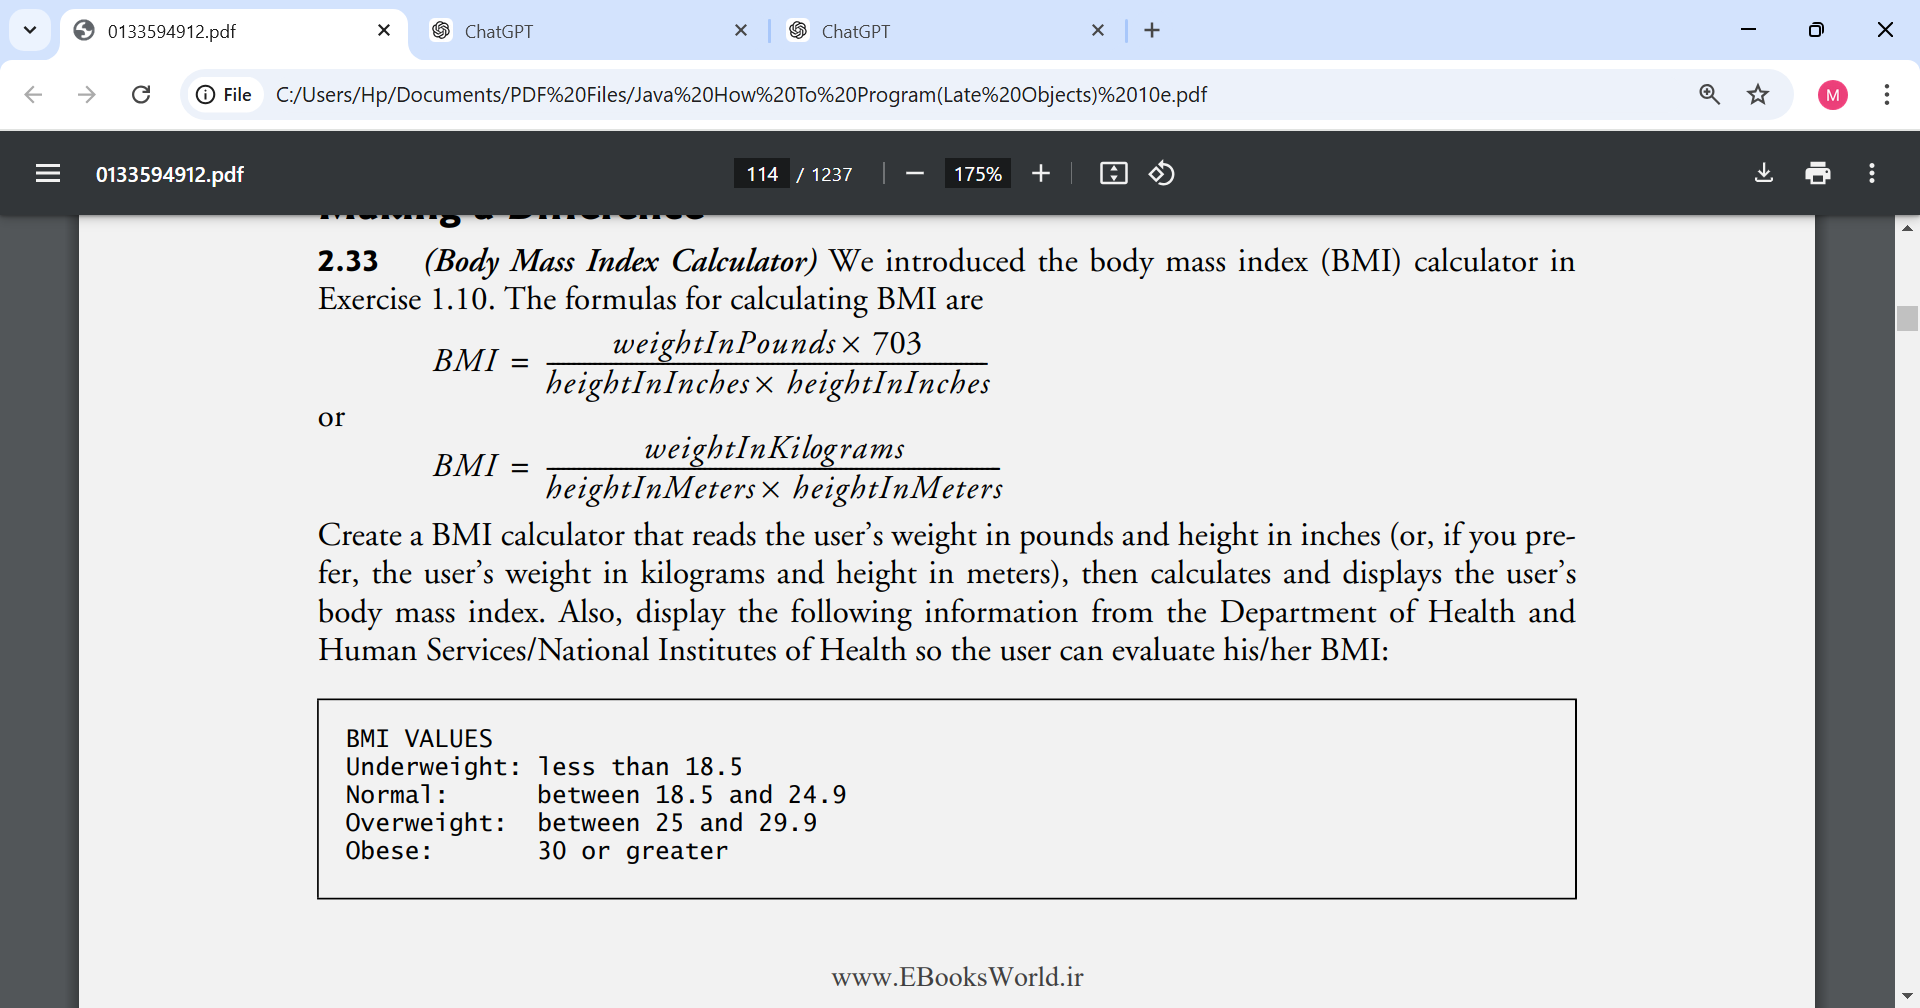 0133594912.pdf
ChatGPT
ChatGPT
File
C:/Users/Hp/Documents/PDF%20Files/Java%20How%20To%20Program(Late%20Objects)%2010e.pdf
M
0133594912.pdf
114 / 1237
175%
Making a Difference
2.33 (Body Mass Index Calculator) We introduced the body mass index (BMI) calculator in
Exercise 1.10. The formulas for calculating BMI are
weightInPounds × 703
BMI =
heightInInches × heightInInches
or
weightInKilograms
BMI =
heightInMeters × heightInMeters
Create a BMI calculator that reads the user’s weight in pounds and height in inches (or, if you pre-
fer, the user’s weight in kilograms and height in meters), then calculates and displays the user’s
body mass index. Also, display the following information from the Department of Health and
Human Services/National Institutes of Health so the user can evaluate his/her BMI:
BMI VALUES
Underweight: less than 18.5
Normal: between 18.5 and 24.9
Overweight: between 25 and 29.9
Obese: 30 or greater
www.EBooksWorld.ir